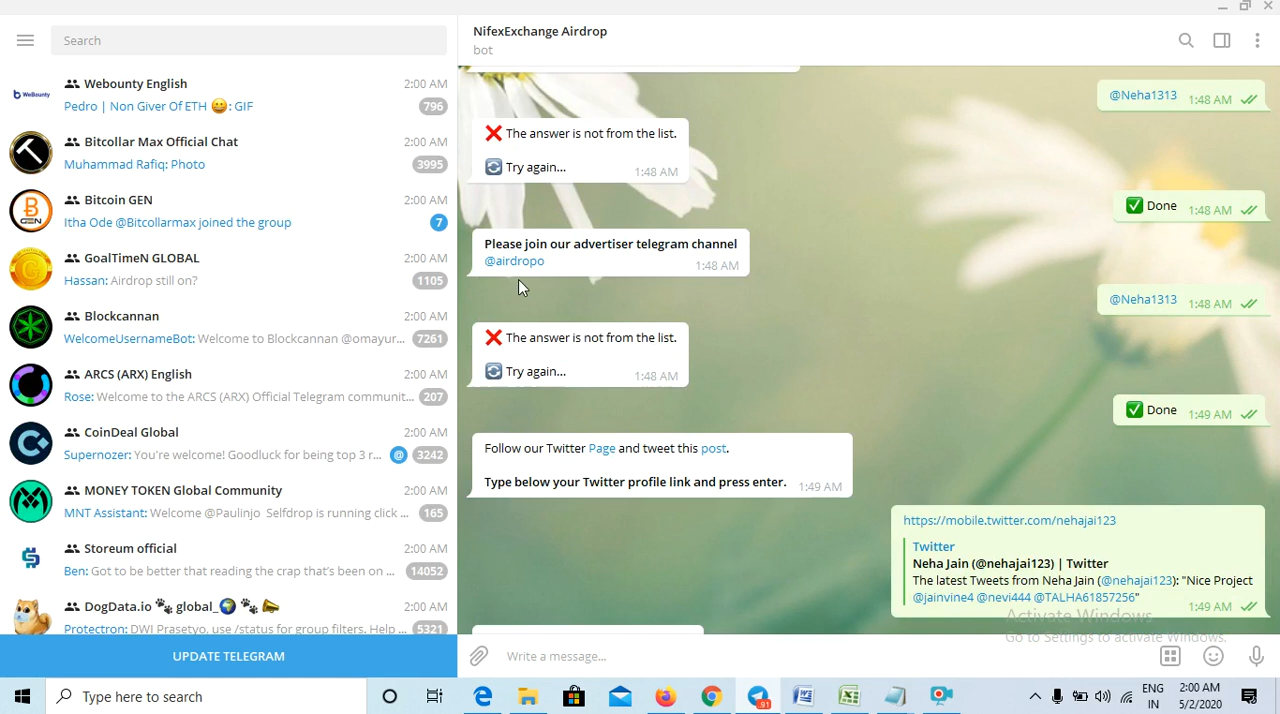 Search
WeBounty
Webounty English
2:00 AM
Pedro | Non Giver Of ETH 😄: GIF
796
Bitcollar Max Official Chat
2:00 AM
Muhammad Rafiq: Photo
3995
Bitcoin GEN
2:00 AM
Itha Ode @Bitcollarmax joined the group
7
GEN
GoalTimeN GLOBAL
2:00 AM
Hassan: Airdrop still on?
1105
Blockcannan
2:00 AM
WelcomeUsernameBot: Welcome to Blockcannan @omayur...
7261
ARCS (ARX) English
2:00 AM
Rose: Welcome to the ARCS (ARX) Official Telegram communit...
207
CoinDeal Global
2:00 AM
Supernozer: You're welcome! Goodluck for being top 3 r...
@ 3242
MONEY TOKEN Global Community
2:00 AM
MNT Assistant: Welcome @Paulinjo Selfdrop is running click ...
165
Storeum official
2:00 AM
Ben: Got to be better that reading the crap that's been on ...
14052
DogData.io 🐾 global_🌍 🐾 📣
2:00 AM
Protectron: DWI Prasetyo, use /status for group filters. Help ...
5321
UPDATE TELEGRAM
NifexExchange Airdrop
bot
@Neha1313 1:48 AM
❌ The answer is not from the list.
🔄 Try again...
1:48 AM
✅ Done 1:48 AM
Please join our advertiser telegram channel
@airdropo
1:48 AM
@Neha1313 1:48 AM
❌ The answer is not from the list.
🔄 Try again...
1:48 AM
✅ Done 1:49 AM
Follow our Twitter Page and tweet this post.
Type below your Twitter profile link and press enter.
1:49 AM
https://mobile.twitter.com/nehajai123
Twitter
Neha Jain (@nehajai123) | Twitter
The latest Tweets from Neha Jain (@nehajai123): "Nice Project
@jainvine4 @nevi444 @TALHA61857256"
1:49 AM
Activate Windows
Go to Settings to activate Windows.
Write a message...
Type here to search
.91
ENG
IN
2:00 AM
5/2/2020